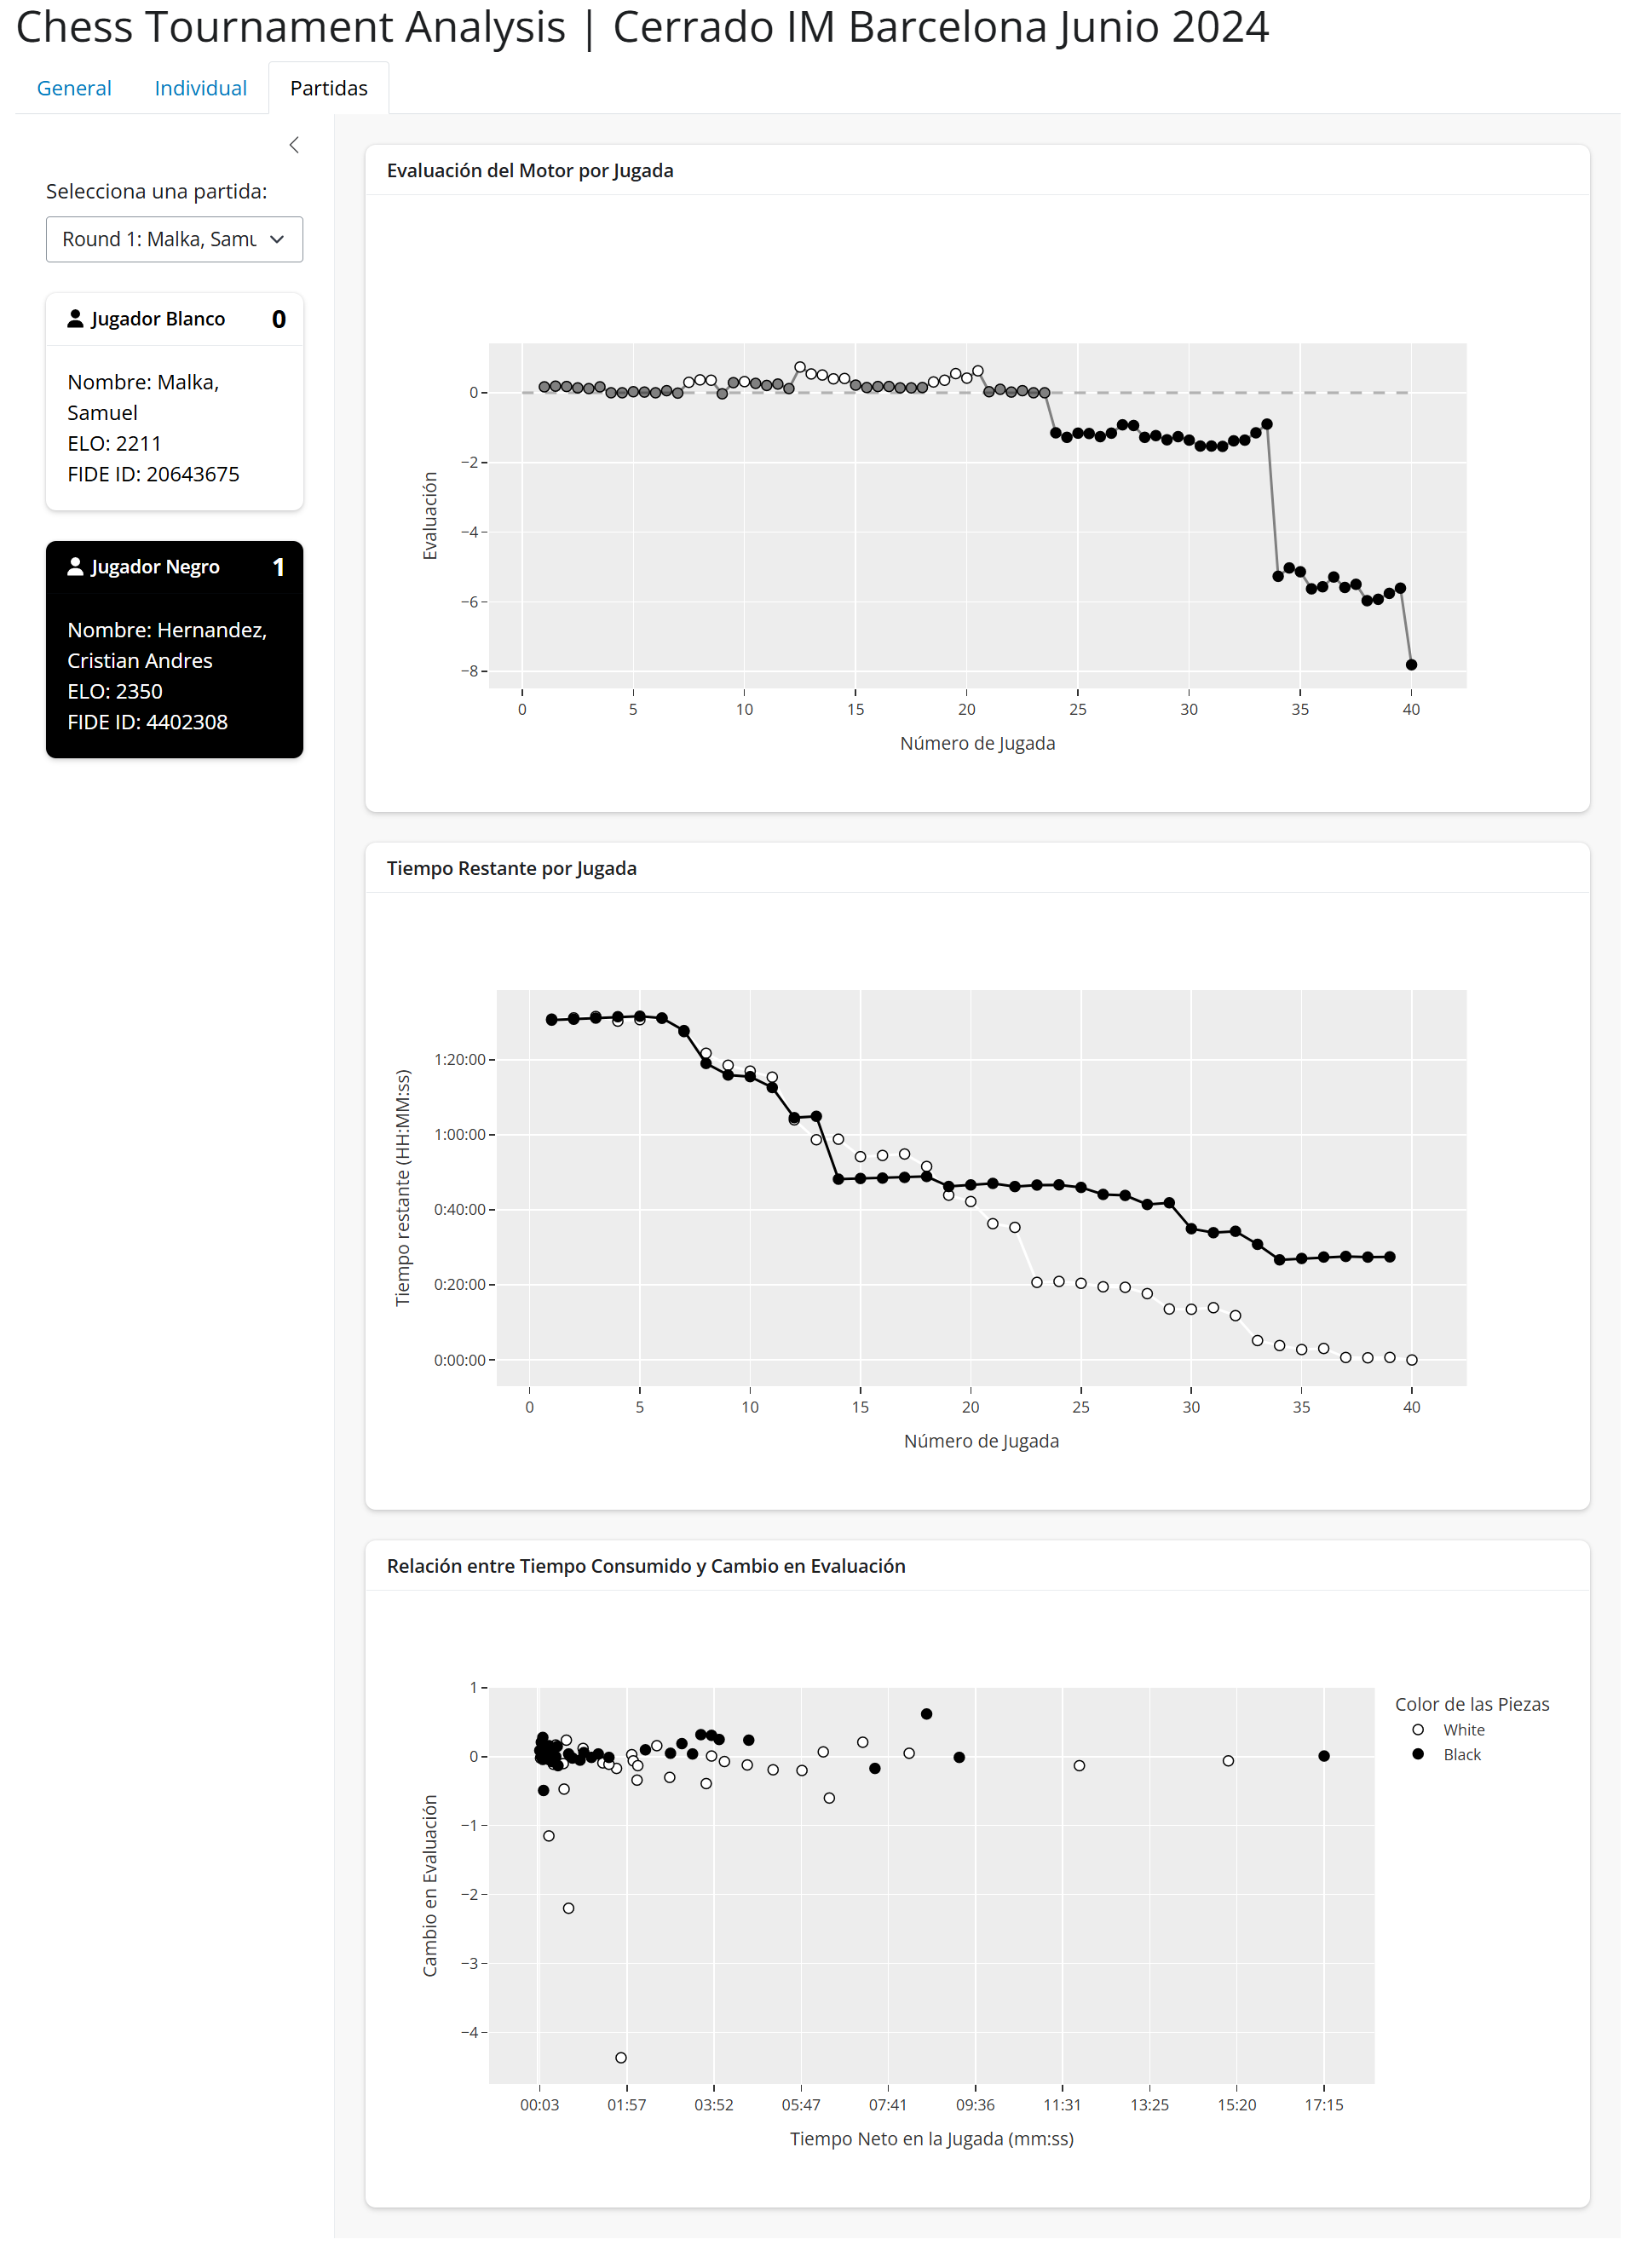 Chess Tournament Analysis | Cerrado IM Barcelona Junio 2024
General
Individual
Partidas
Selecciona una partida:
Round 1: Malka, Samu
Jugador Blanco 0
Nombre: Malka,
Samuel
ELO: 2211
FIDE ID: 20643675
Jugador Negro 1
Nombre: Hernandez,
Cristian Andres
ELO: 2350
FIDE ID: 4402308
Evaluación del Motor por Jugada
Evaluación
0
−2
−4
−6
−8
0 5 10 15 20 25 30 35 40
Número de Jugada
Tiempo Restante por Jugada
Tiempo restante (HH:MM:ss)
1:20:00
1:00:00
0:40:00
0:20:00
0:00:00
0 5 10 15 20 25 30 35 40
Número de Jugada
Relación entre Tiempo Consumido y Cambio en Evaluación
Cambio en Evaluación
1
0
−1
−2
−3
−4
00:03 01:57 03:52 05:47 07:41 09:36 11:31 13:25 15:20 17:15
Tiempo Neto en la Jugada (mm:ss)
Color de las Piezas
White
Black